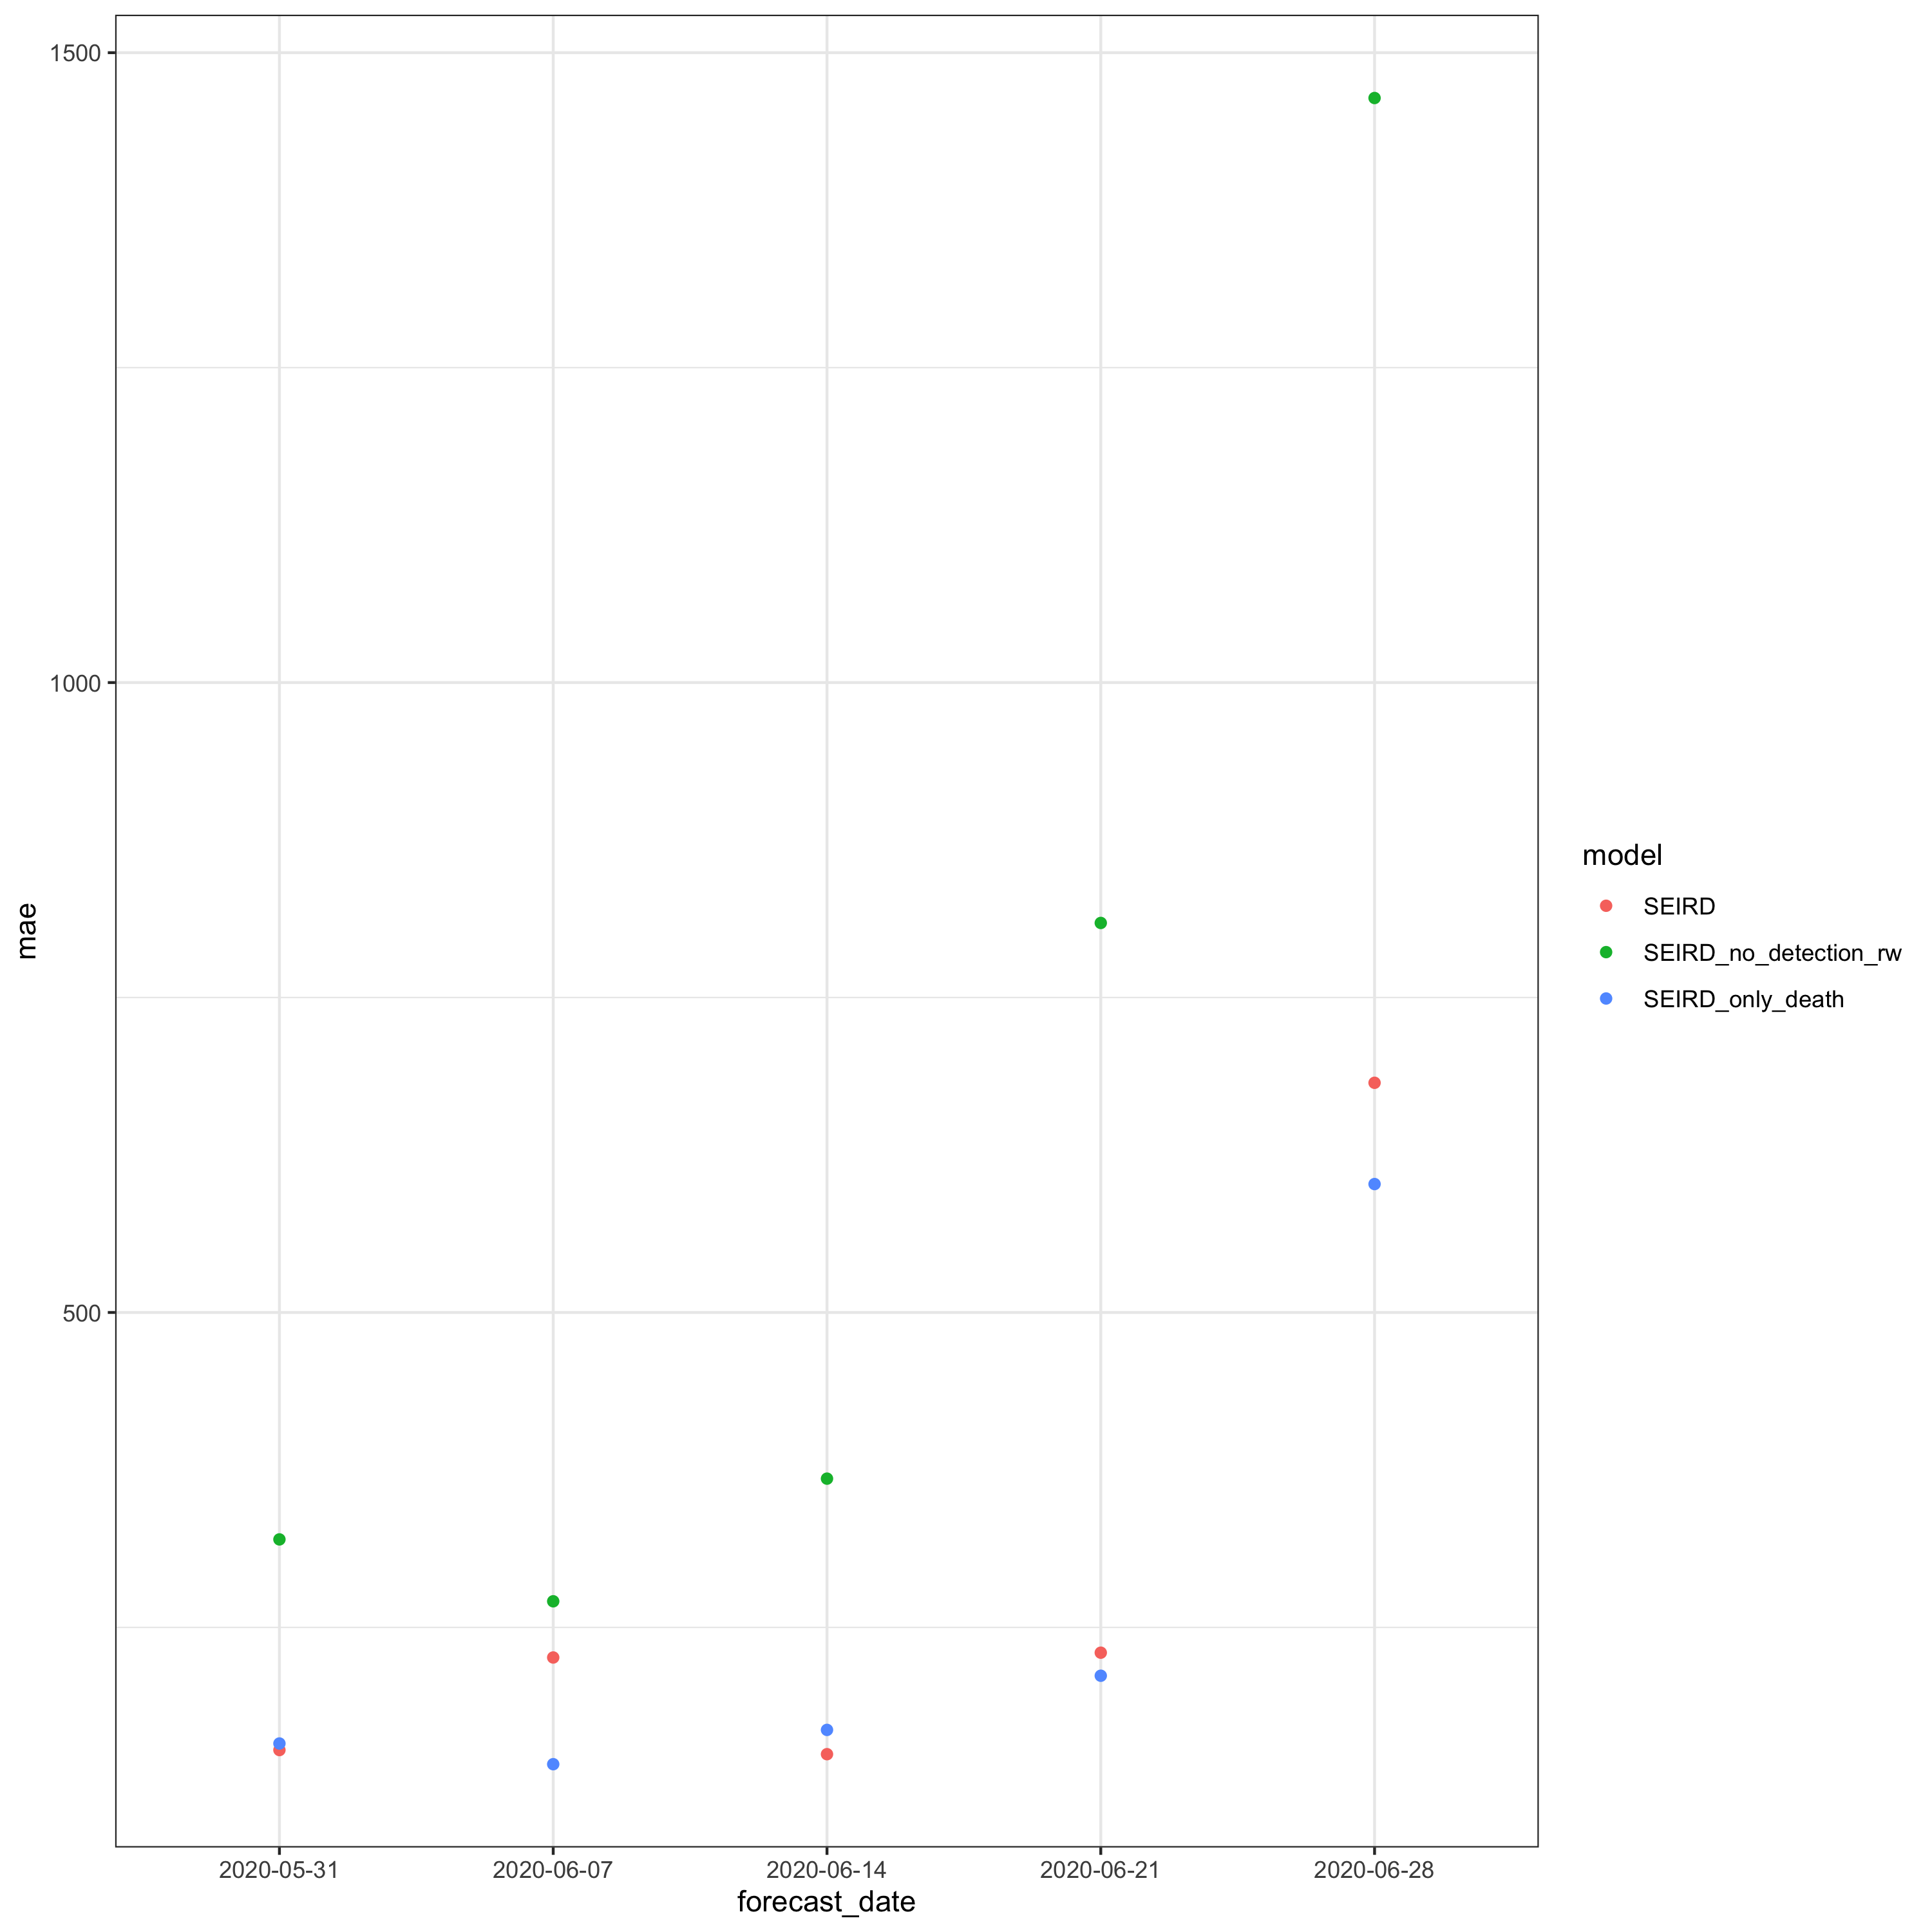 1500
1000
500
mae
2020-05-31
2020-06-07
2020-06-14
2020-06-21
2020-06-28
forecast_date
model
SEIRD
SEIRD_no_detection_rw
SEIRD_only_death